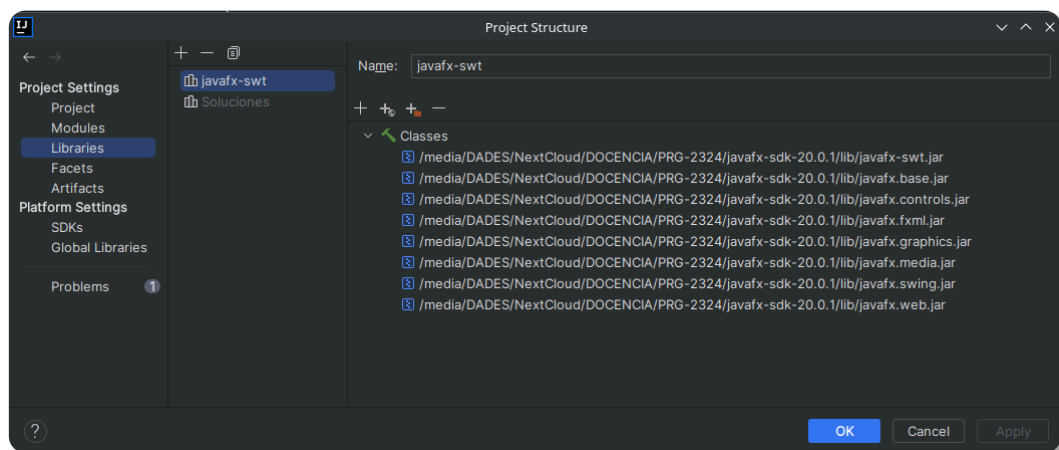 IJ
Project Structure
Project Settings
Project
Modules
Libraries
Facets
Artifacts
Platform Settings
SDKs
Global Libraries
Problems 1
javafx-swt
Soluciones
Name: javafx-swt
Classes
/media/DADES/NextCloud/DOCENCIA/PRG-2324/javafx-sdk-20.0.1/lib/javafx-swt.jar
/media/DADES/NextCloud/DOCENCIA/PRG-2324/javafx-sdk-20.0.1/lib/javafx.base.jar
/media/DADES/NextCloud/DOCENCIA/PRG-2324/javafx-sdk-20.0.1/lib/javafx.controls.jar
/media/DADES/NextCloud/DOCENCIA/PRG-2324/javafx-sdk-20.0.1/lib/javafx.fxml.jar
/media/DADES/NextCloud/DOCENCIA/PRG-2324/javafx-sdk-20.0.1/lib/javafx.graphics.jar
/media/DADES/NextCloud/DOCENCIA/PRG-2324/javafx-sdk-20.0.1/lib/javafx.media.jar
/media/DADES/NextCloud/DOCENCIA/PRG-2324/javafx-sdk-20.0.1/lib/javafx.swing.jar
/media/DADES/NextCloud/DOCENCIA/PRG-2324/javafx-sdk-20.0.1/lib/javafx.web.jar
? OK Cancel Apply